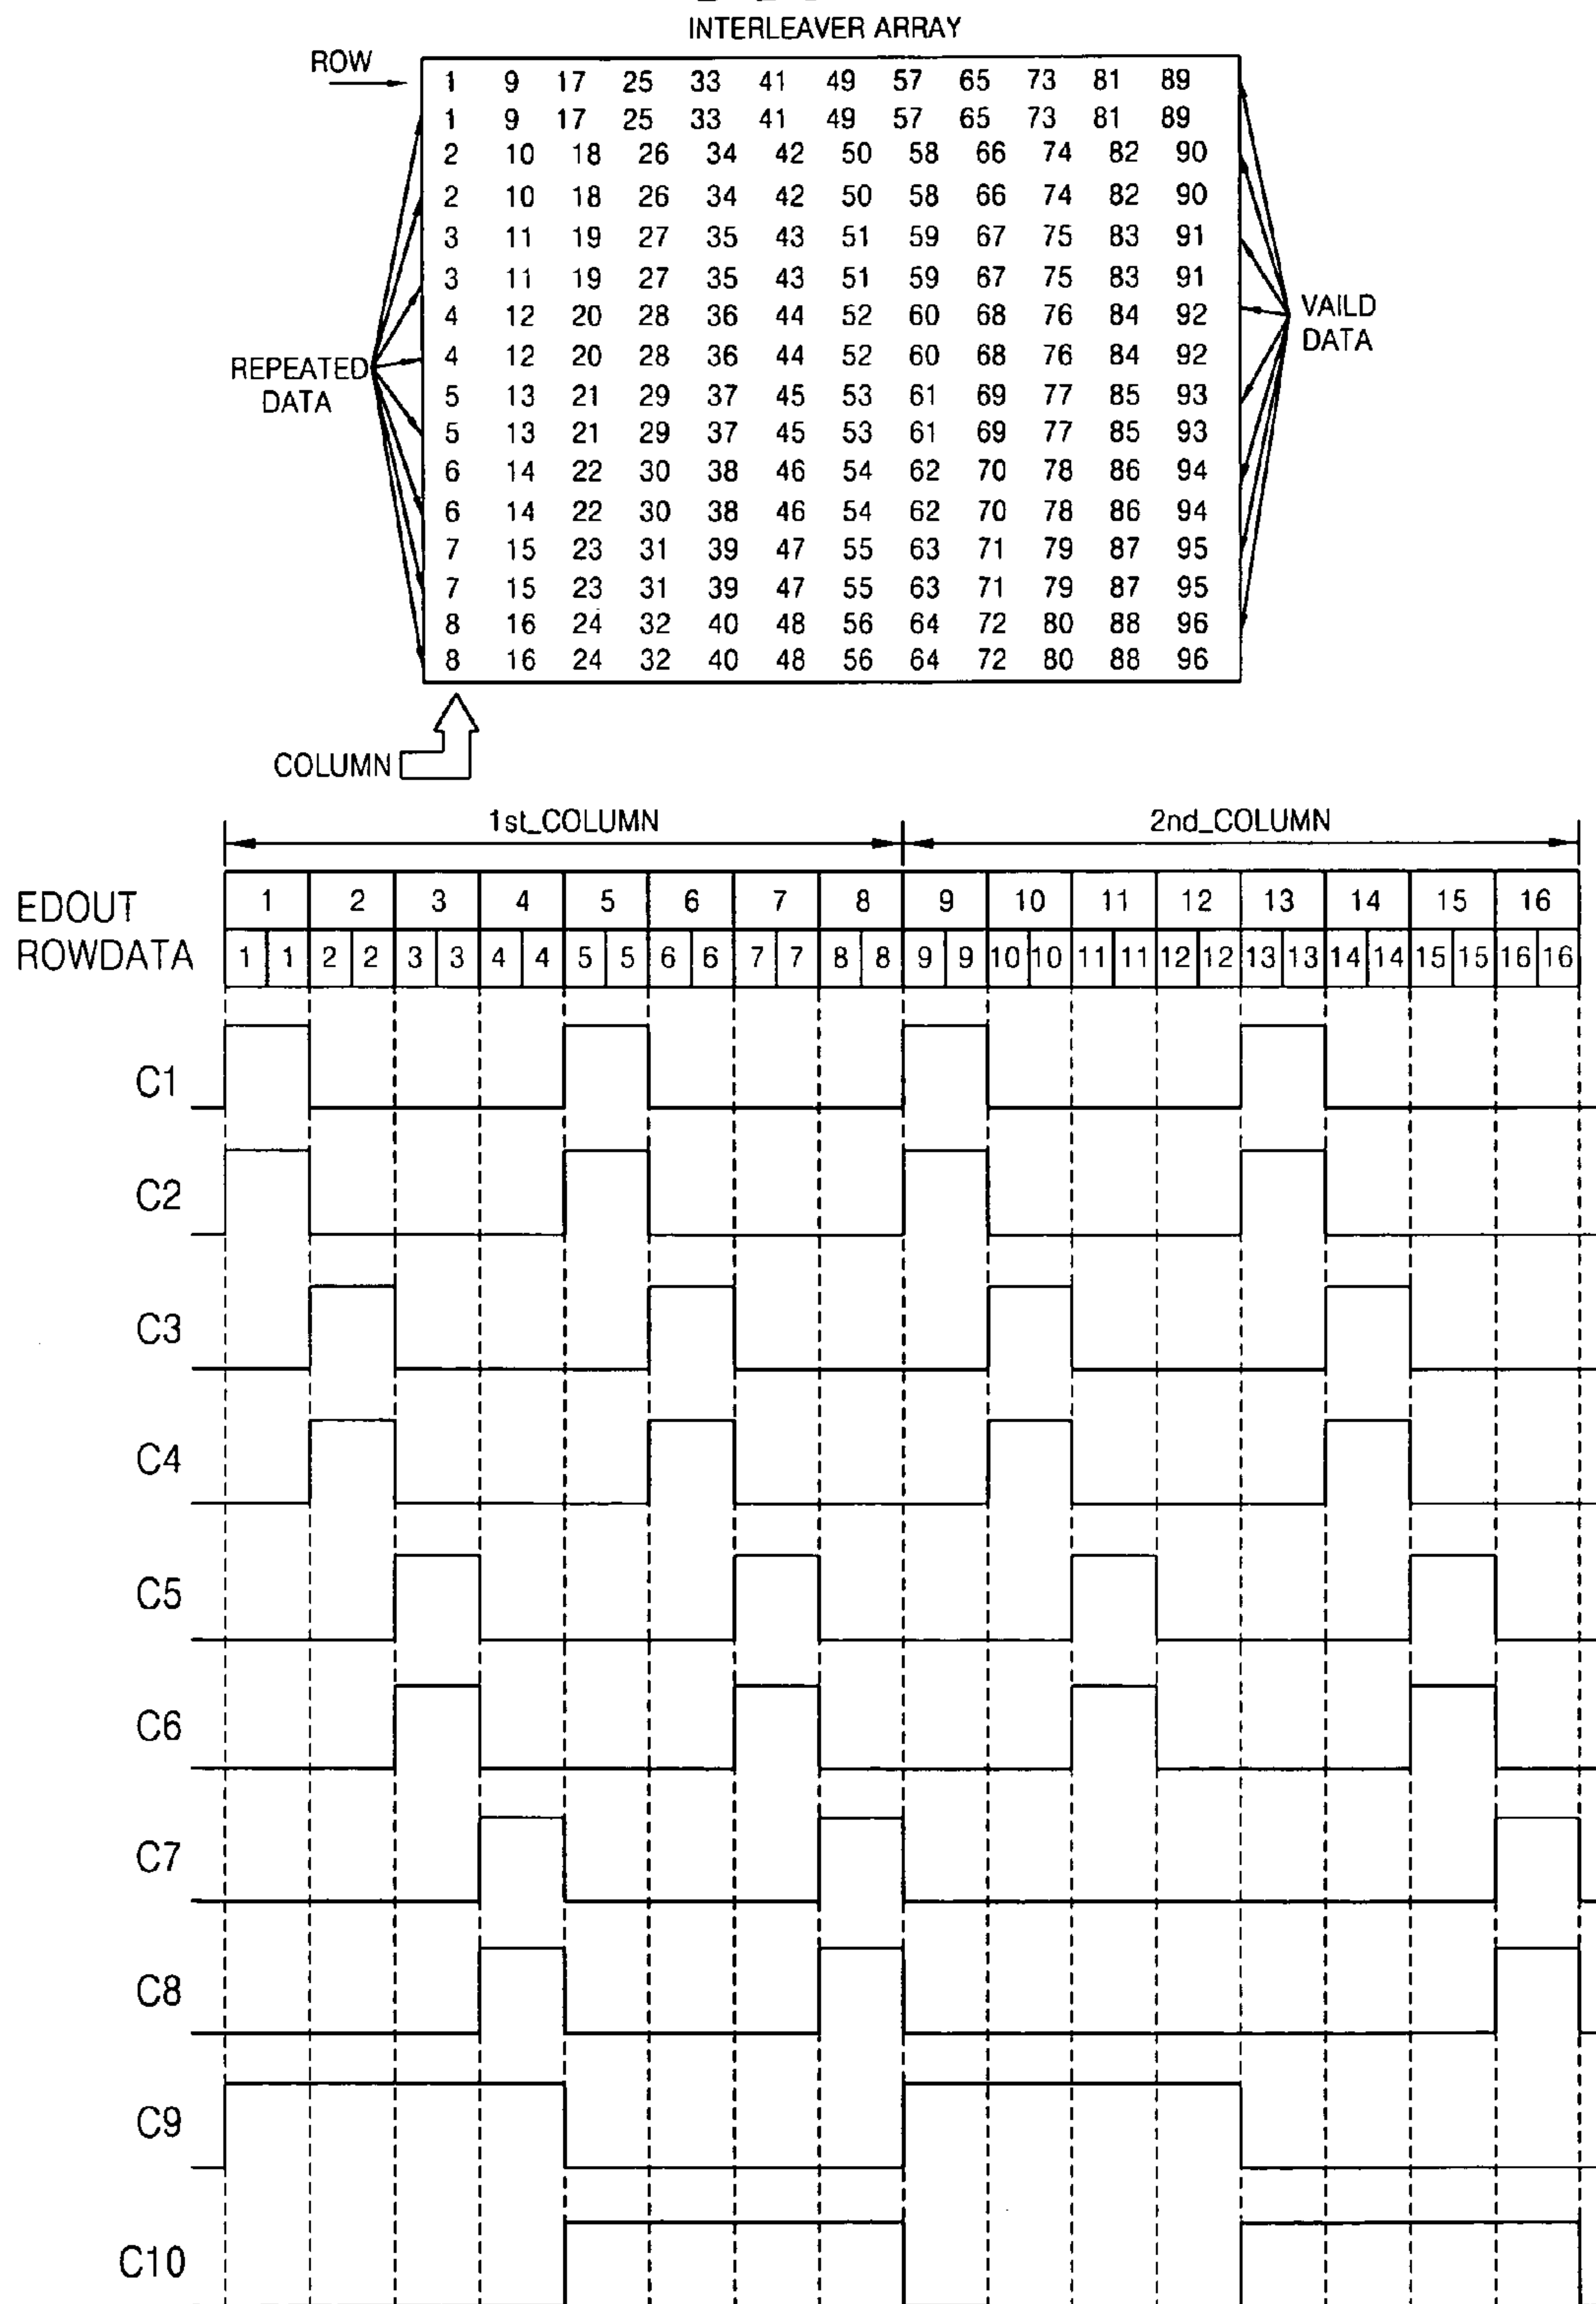 INTERLEAVER ARRAY
ROW
1 9 17 25 33 41 49 57 65 73 81 89
1 9 17 25 33 41 49 57 65 73 81 89
2 10 18 26 34 42 50 58 66 74 82 90
2 10 18 26 34 42 50 58 66 74 82 90
3 11 19 27 35 43 51 59 67 75 83 91
3 11 19 27 35 43 51 59 67 75 83 91
4 12 20 28 36 44 52 60 68 76 84 92
4 12 20 28 36 44 52 60 68 76 84 92
5 13 21 29 37 45 53 61 69 77 85 93
5 13 21 29 37 45 53 61 69 77 85 93
6 14 22 30 38 46 54 62 70 78 86 94
6 14 22 30 38 46 54 62 70 78 86 94
7 15 23 31 39 47 55 63 71 79 87 95
7 15 23 31 39 47 55 63 71 79 87 95
8 16 24 32 40 48 56 64 72 80 88 96
8 16 24 32 40 48 56 64 72 80 88 96
REPEATED
DATA
VAILD
DATA
COLUMN
1st_COLUMN 2nd_COLUMN
EDOUT 1 2 3 4 5 6 7 8 9 10 11 12 13 14 15 16
ROWDATA 1 1 2 2 3 3 4 4 5 5 6 6 7 7 8 8 9 9 10 10 11 11 12 12 13 13 14 14 15 15 16 16
C1
C2
C3
C4
C5
C6
C7
C8
C9
C10